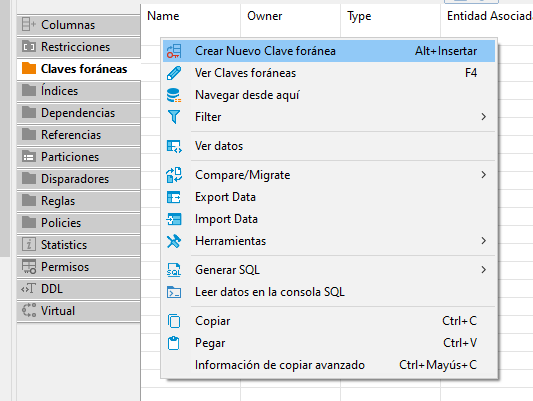 Name Owner Type Entidad Asociad
Columnas
Restricciones
Claves foráneas
Índices
Dependencias
Referencias
Particiones
Disparadores
Reglas
Policies
Statistics
Permisos
DDL
Virtual
Crear Nuevo Clave foránea Alt+Insertar
Ver Claves foráneas F4
Navegar desde aquí
Filter
Ver datos
Compare/Migrate
Export Data
Import Data
Herramientas
SQL Generar SQL
Leer datos en la consola SQL
Copiar Ctrl+C
Pegar Ctrl+V
Información de copiar avanzado Ctrl+Mayús+C